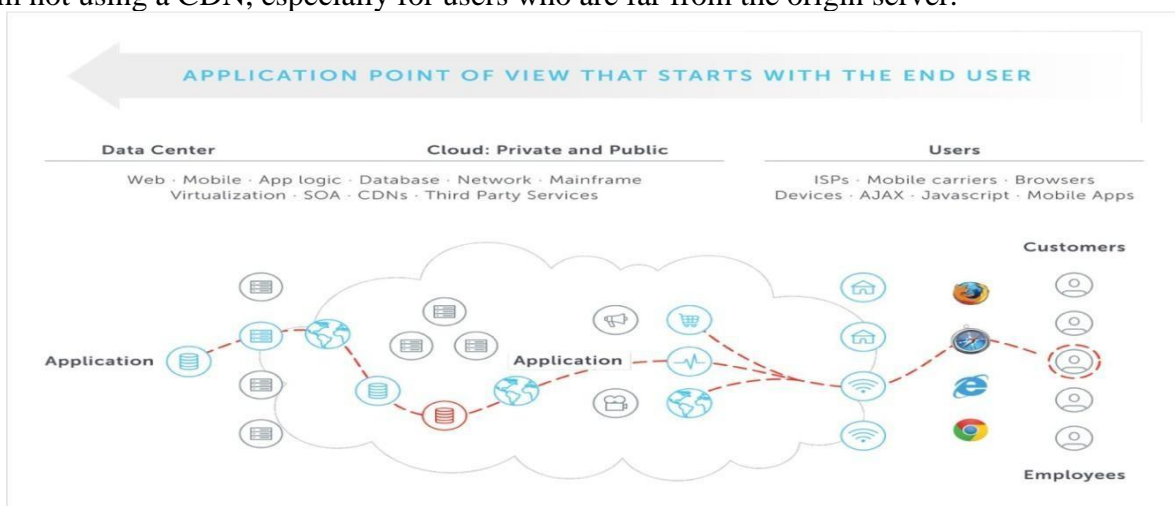 not using a CDN, especially for users who are far from the origin server.
APPLICATION POINT OF VIEW THAT STARTS WITH THE END USER
Data Center
Cloud: Private and Public
Users
Web · Mobile · App logic · Database · Network · Mainframe
Virtualization · SOA · CDNs · Third Party Services
ISPs · Mobile carriers · Browsers
Devices · AJAX · Javascript · Mobile Apps
Customers
Application
Application
Employees